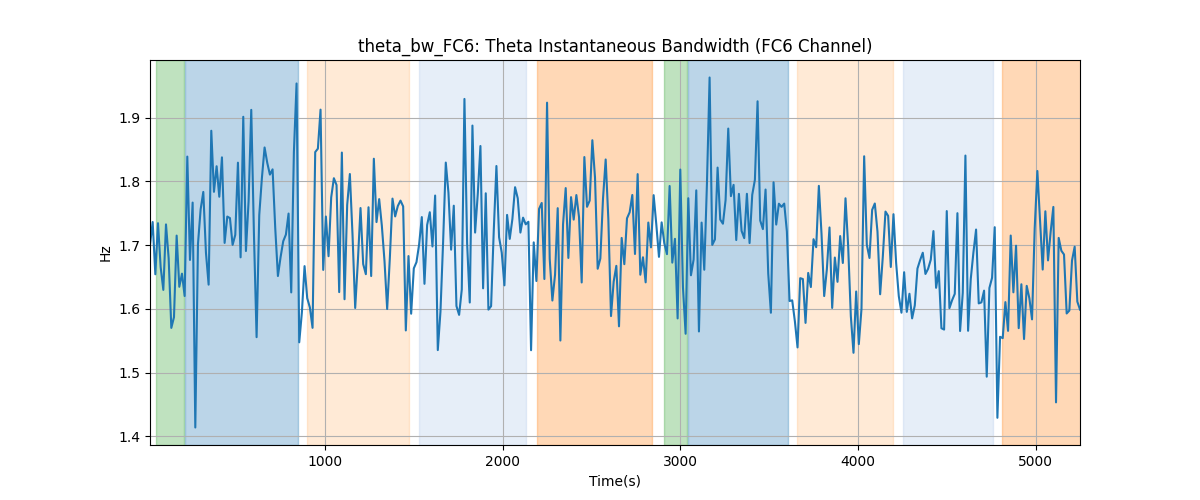 theta_bw_FC6: Theta Instantaneous Bandwidth (FC6 Channel)
Hz
1.9
1.8
1.7
1.6
1.5
1.4
1000 2000 3000 4000 5000
Time(s)